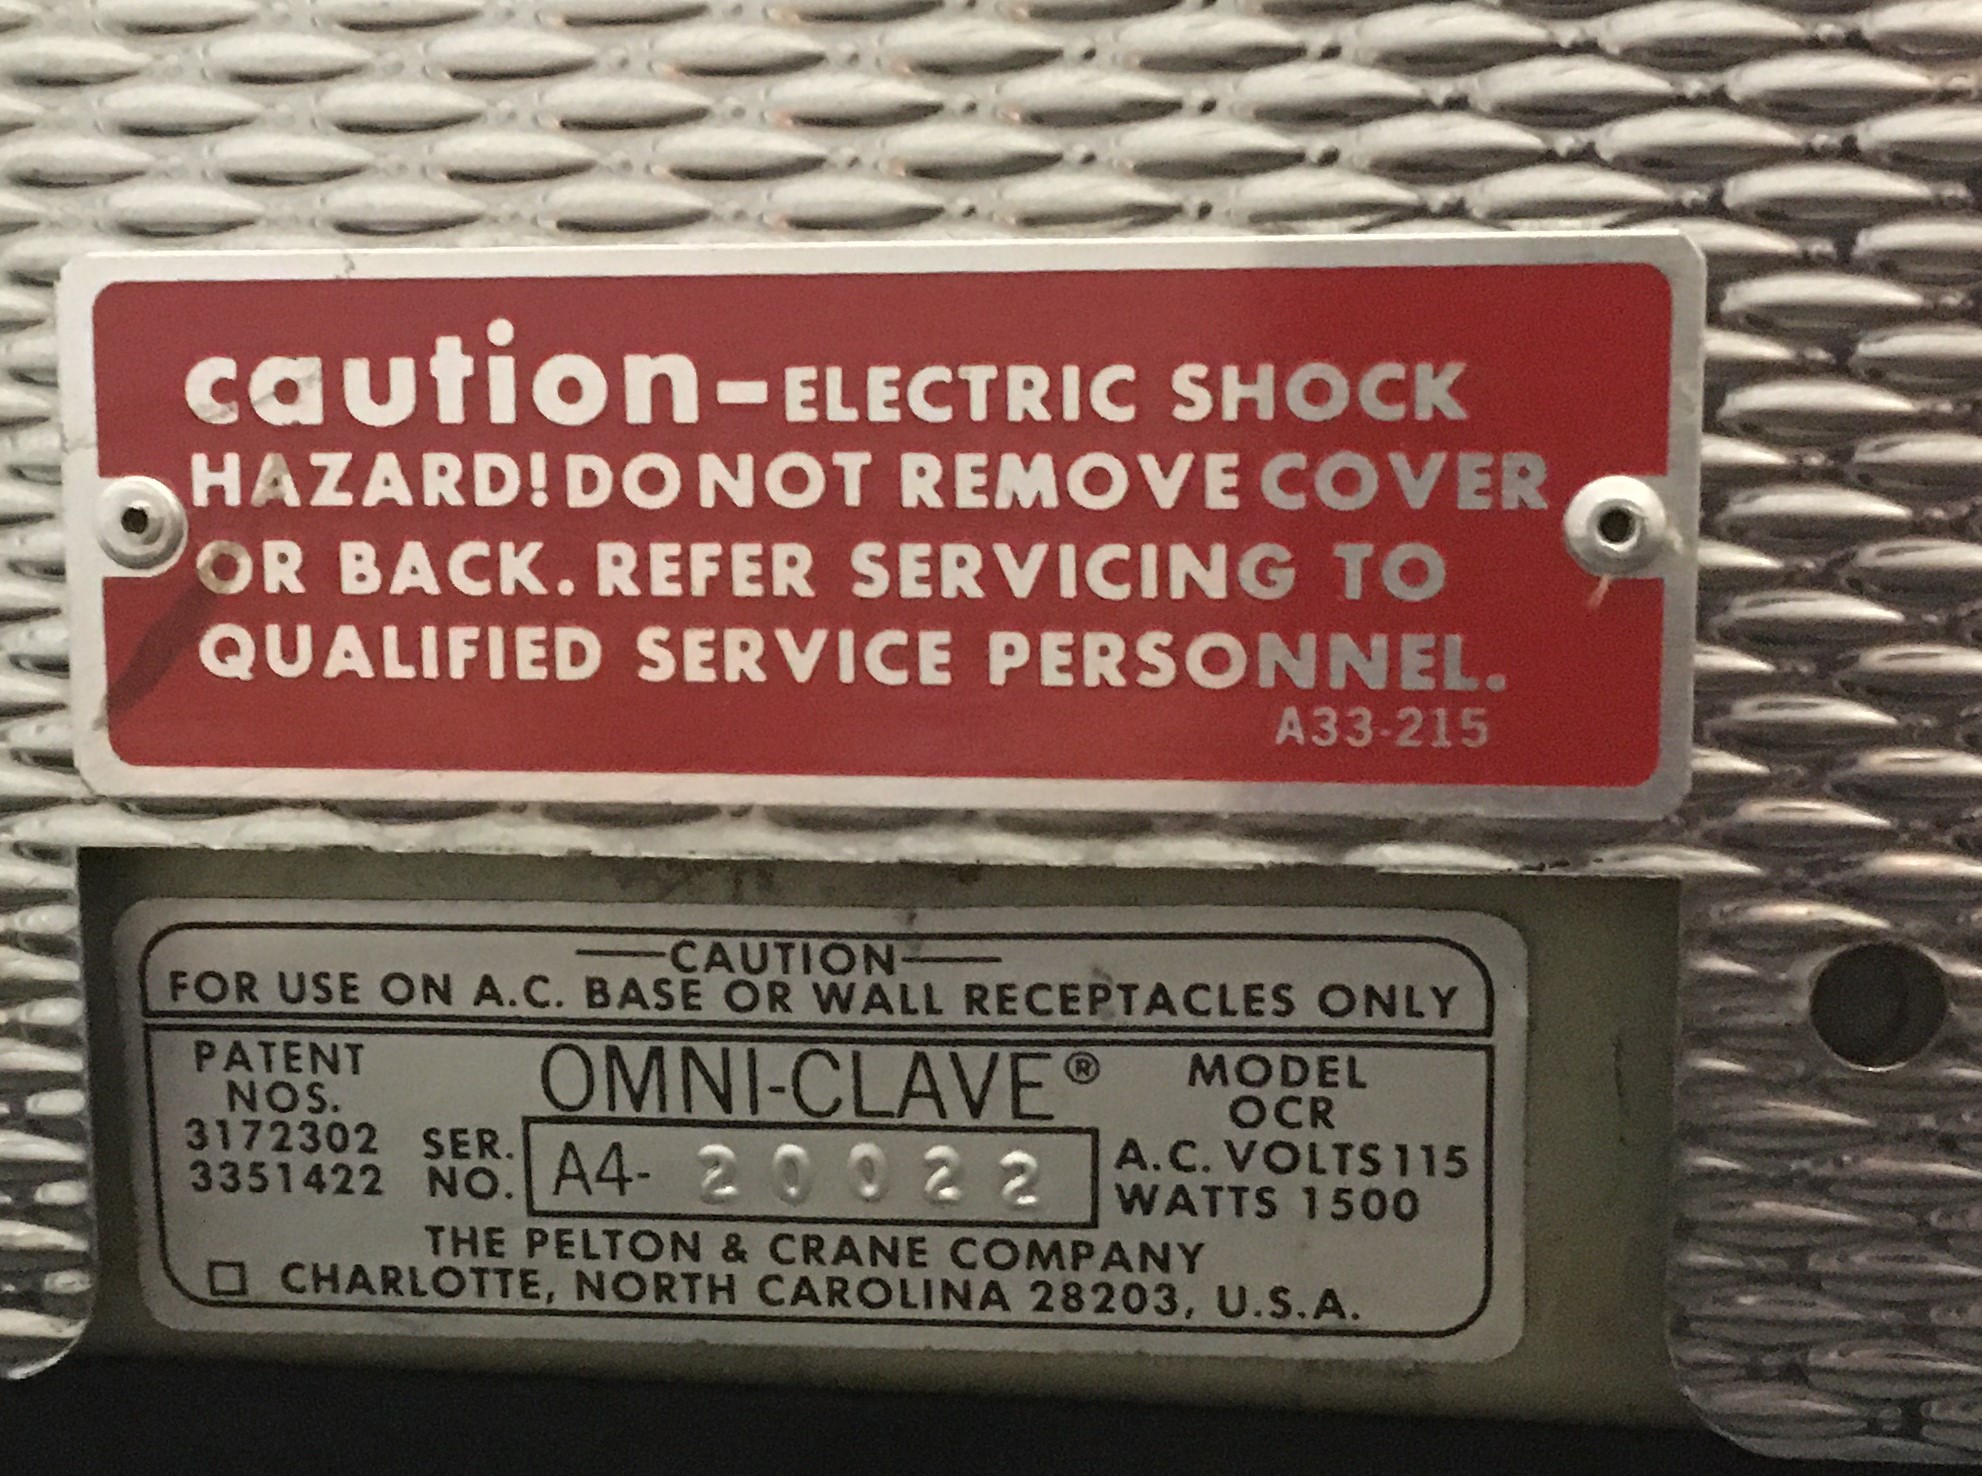 caution-ELECTRIC SHOCK
HAZARD! DO NOT REMOVE COVER
OR BACK. REFER SERVICING TO
QUALIFIED SERVICE PERSONNEL.
A33-215
CAUTION
FOR USE ON A.C. BASE OR WALL RECEPTACLES ONLY
PATENT
NOS.
3172302
3351422
OMNI-CLAVE®
SER.
NO.
A4- 20022
MODEL
OCR
A.C. VOLTS 115
WATTS 1500
THE PELTON & CRANE COMPANY
CHARLOTTE, NORTH CAROLINA 28203, U.S.A.